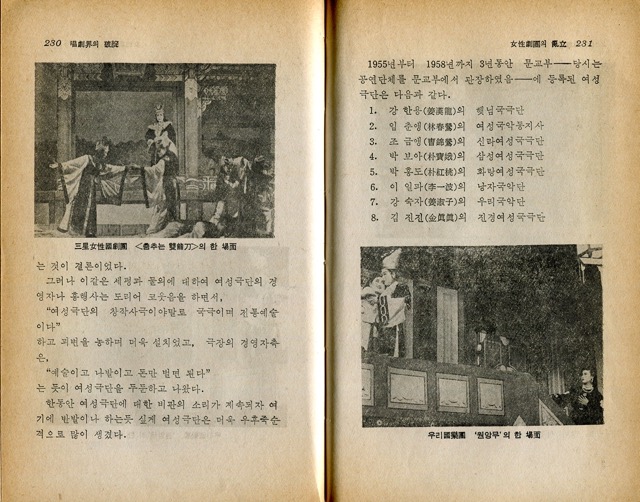 230 唱劇界의 破綻
三星女性國劇團 〈춤추는 雙龍刀〉의 한 場面
는 것이 결론이었다.
그러나 이같은 세평과 물의에 대하여 여성국극단의 경
영자나 흥행사는 도리어 코웃음을 하면서,
“여성국극단의 창작사극이야말로 국극이며 전통예술
이다”
하고 괴변을 농하며 더욱 설치었고, 극장의 경영자측
은,
“예술이고 나발이고 돈만 벌면 된다”
는 듯이 여성국극단을 두둔하고 나왔다.
한동안 여성국극단에 대한 비판의 소리가 계속되자 여
기에 반발이나 하는듯 실제 여성국극단은 더욱 우후죽순
격으로 많이 생겼다.
女性劇團의 亂立 231
1955년부터 1958년까지 3년동안 문교부――당시는
공연단체를 문교부에서 관장하였음――에 등록된 여성
극단은 다음과 같다.
1. 강 한용(姜漢龍)의 햇님국극단
2. 임 춘앵(林春鶯)의 여성국악동지사
3. 조 금앵(曺錦鶯)의 신라여성국극단
4. 박 보아(朴寶娥)의 삼성여성국극단
5. 박 홍도(朴紅桃)의 화랑여성국극단
6. 이 일파(李一波)의 낭자국악단
7. 강 숙자(姜淑子)의 우리국악단
8. 김 진진(金眞眞)의 진경여성국극단
우리國樂團 ‘원앙무’의 한 場面